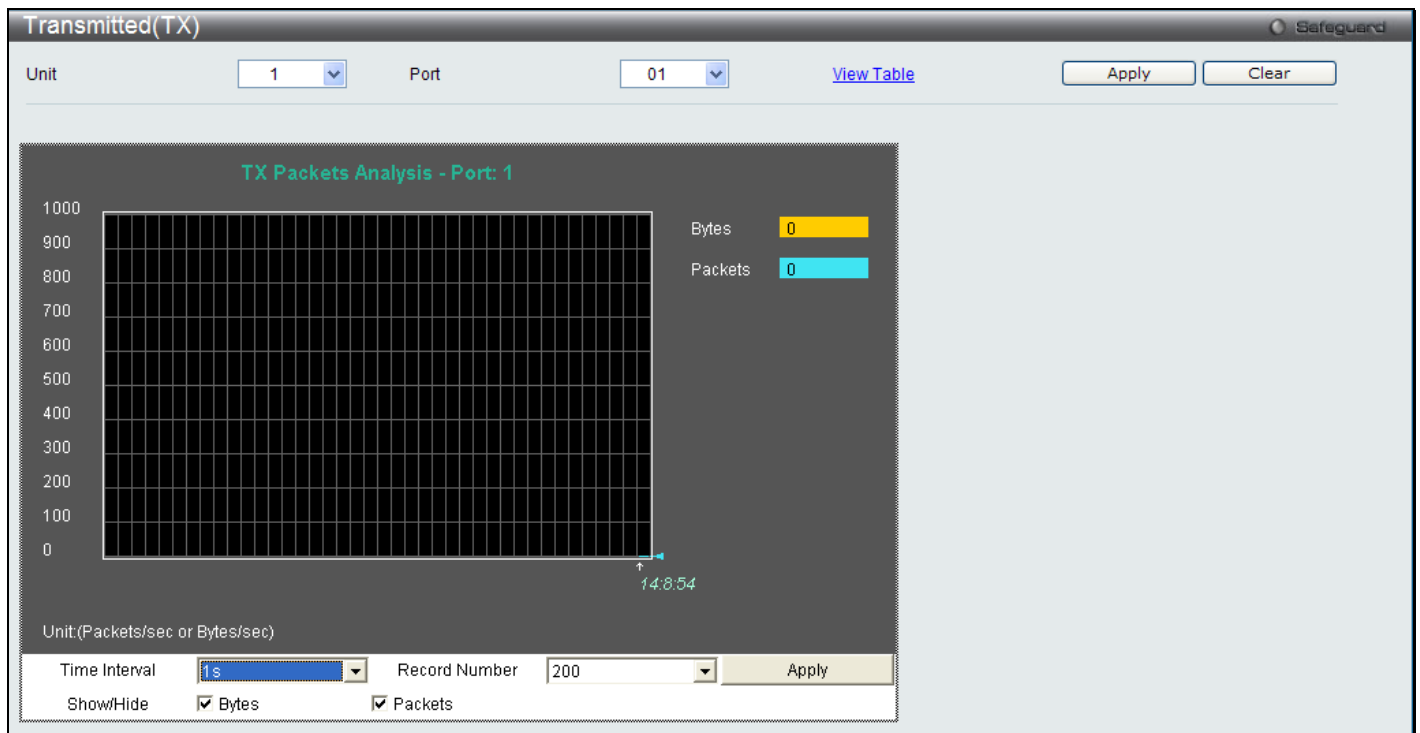 Transmitted(TX) Safeguard
Unit 1 Port 01 View Table Apply Clear
TX Packets Analysis - Port: 1
1000
900
800
700
600
500
400
300
200
100
0
Bytes 0
Packets 0
14:8:54
Unit:(Packets/sec or Bytes/sec)
Time Interval 1s Record Number 200 Apply
Show/Hide Bytes Packets